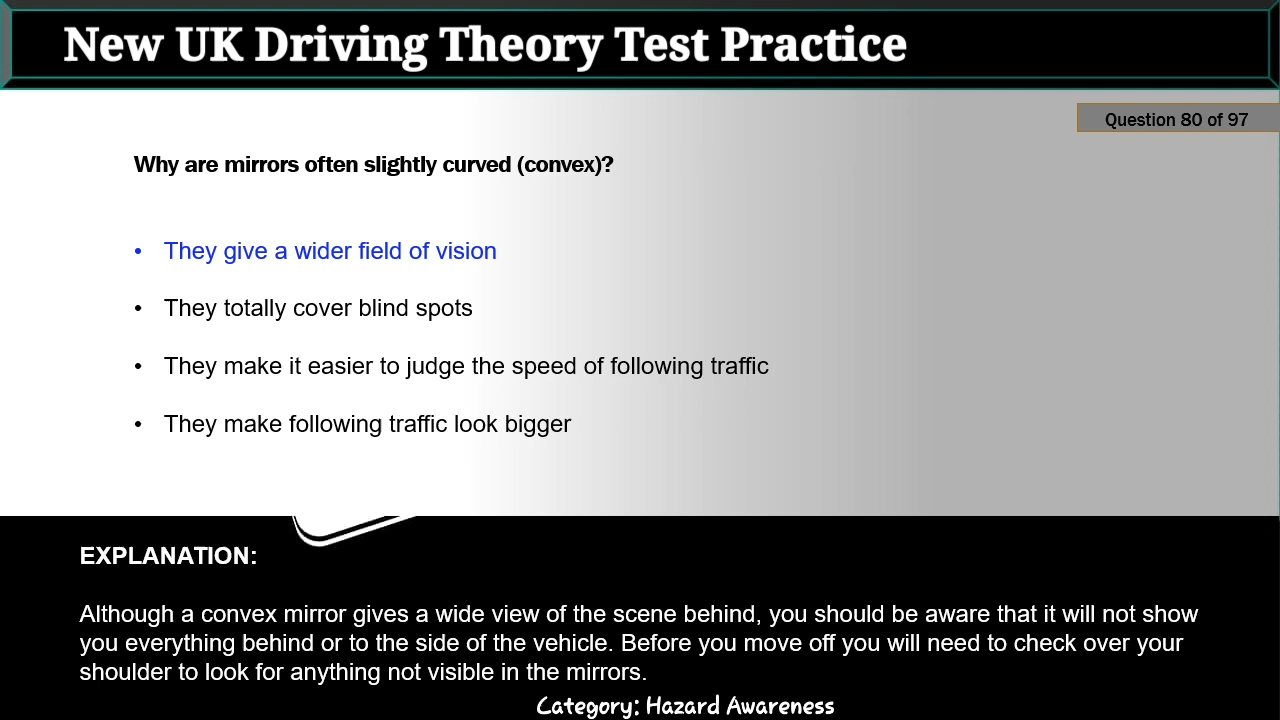 New UK Driving Theory Test Practice
Question 80 of 97
Why are mirrors often slightly curved (convex)?
• They give a wider field of vision
• They totally cover blind spots
• They make it easier to judge the speed of following traffic
• They make following traffic look bigger
EXPLANATION:
Although a convex mirror gives a wide view of the scene behind, you should be aware that it will not show
you everything behind or to the side of the vehicle. Before you move off you will need to check over your
shoulder to look for anything not visible in the mirrors.
Category: Hazard Awareness